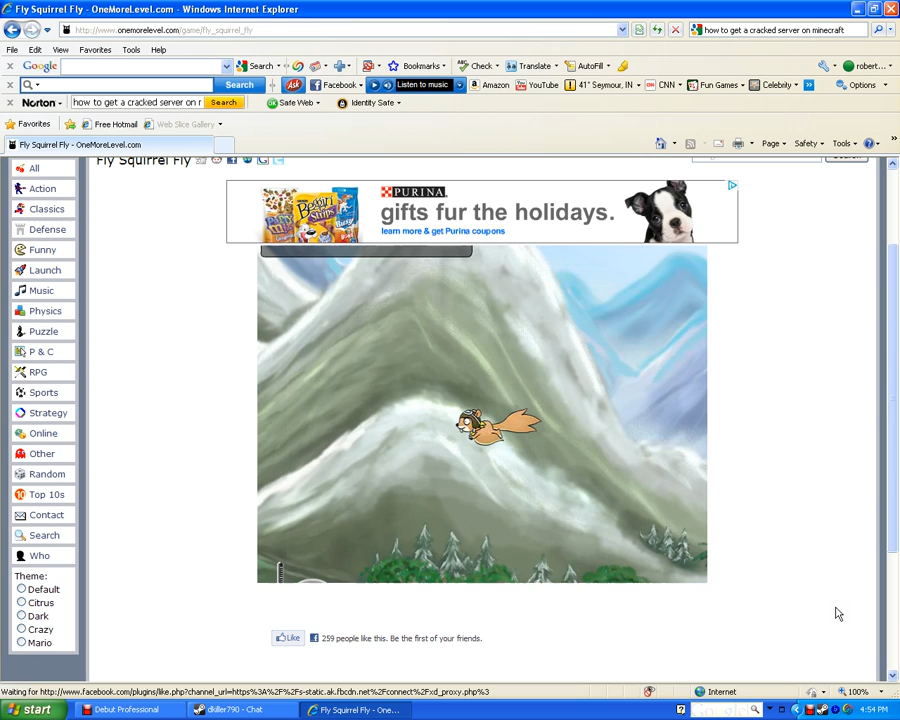 Fly Squirrel Fly - OneMoreLevel.com - Windows Internet Explorer
http://www.onemorelevel.com/game/fly_squirrel_fly
how to get a cracked server on minecraft
File Edit View Favorites Tools Help
Google Search Bookmarks Check Translate AutoFill robert...
Search Ask Facebook Listen to music Amazon YouTube 41° Seymour, IN CNN Fun Games Celebrity Options
Norton how to get a cracked server on r Search Safe Web Identity Safe
Favorites Free Hotmail Web Slice Gallery
Fly Squirrel Fly - OneMoreLevel.com Page Safety Tools
Fly Squirrel Fly
PURINA
gifts fur the holidays.
learn more & get Purina coupons
Beggin' Strips
All
Action
Classics
Defense
Funny
Launch
Music
Physics
Puzzle
P & C
RPG
Sports
Strategy
Online
Other
Random
Top 10s
Contact
Search
Who
Theme:
Default
Citrus
Dark
Crazy
Mario
Like 259 people like this. Be the first of your friends.
Waiting for http://www.facebook.com/plugins/like.php?channel_url=https%3A%2F%2Fs-static.ak.fbcdn.net%2Fconnect%2Fxd_proxy.php%3 Internet 100%
start Debut Professional dkiller790 - Chat Fly Squirrel Fly - One... Google 4:54 PM